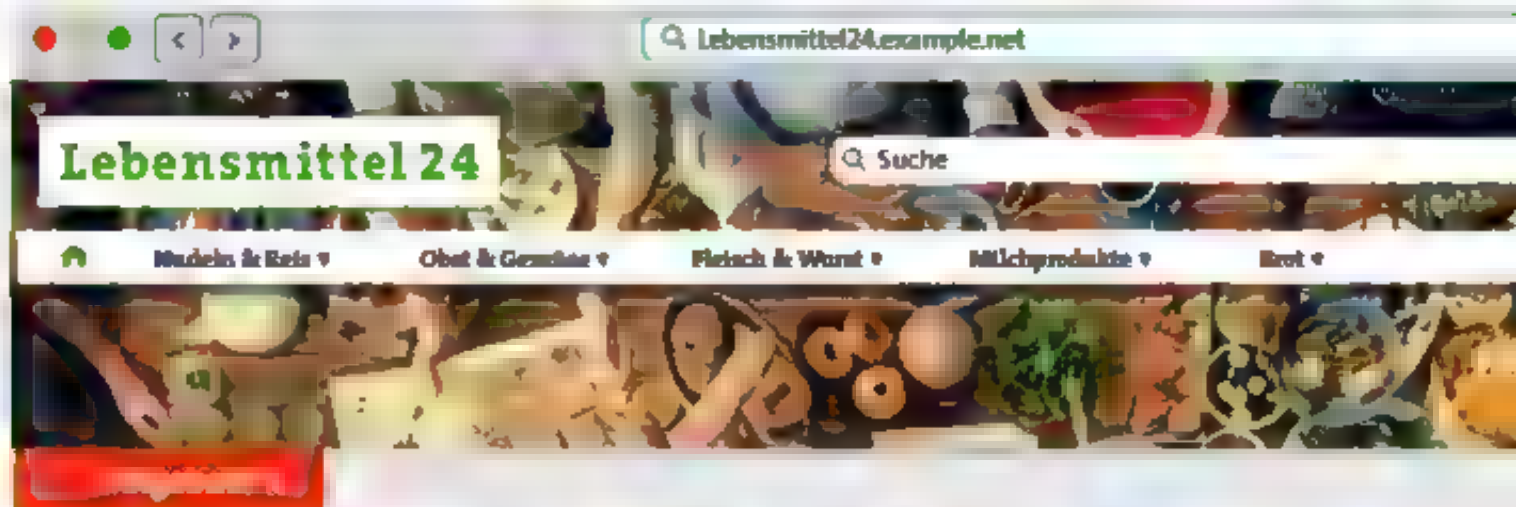 Lebensmittel24.example.net
Lebensmittel 24
Suche
Nudeln & Reis Obst & Gemüse Fleisch & Wurst Milchprodukte Brot